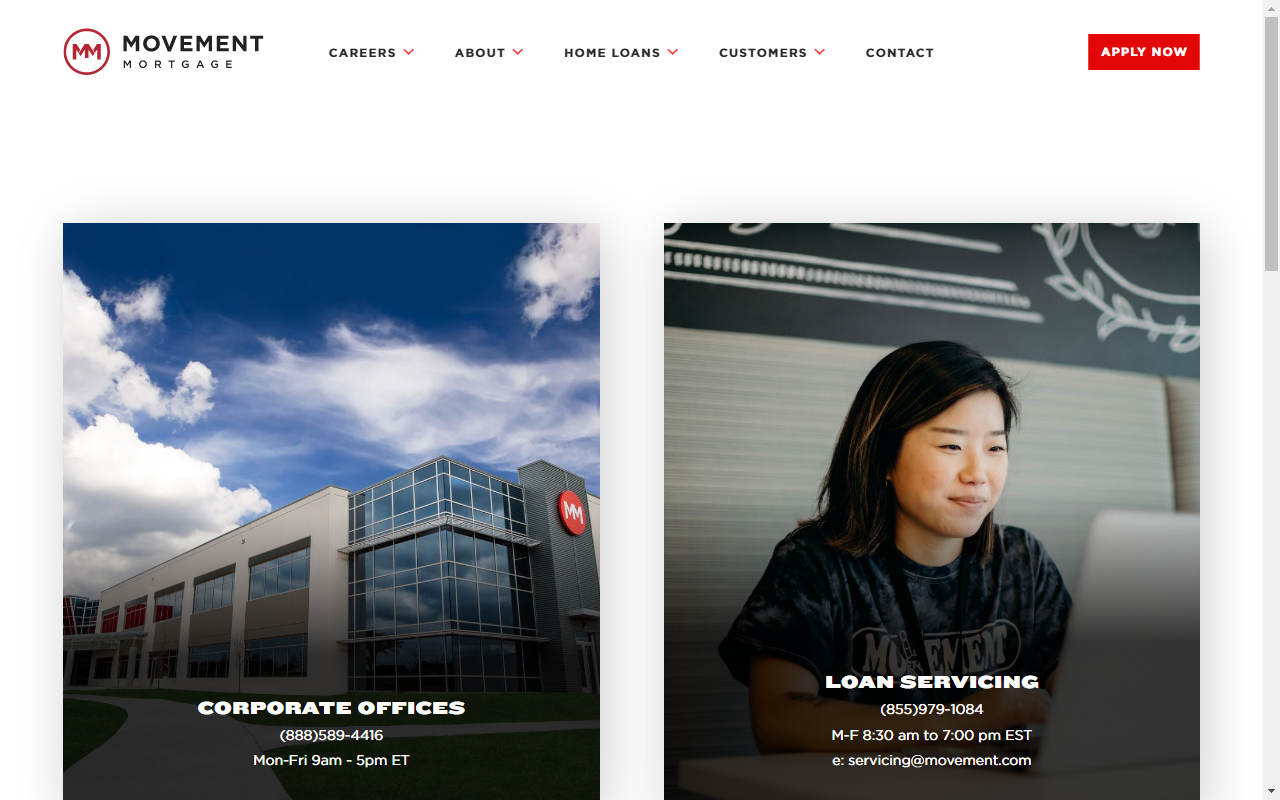 MOVEMENT
MORTGAGE
CAREERS
ABOUT
HOME LOANS
CUSTOMERS
CONTACT
APPLY NOW
MM
CORPORATE OFFICES
(888)589-4416
Mon-Fri 9am - 5pm ET
MOVEMENT
LOAN SERVICING
(855)979-1084
M-F 8:30 am to 7:00 pm EST
e: servicing@movement.com